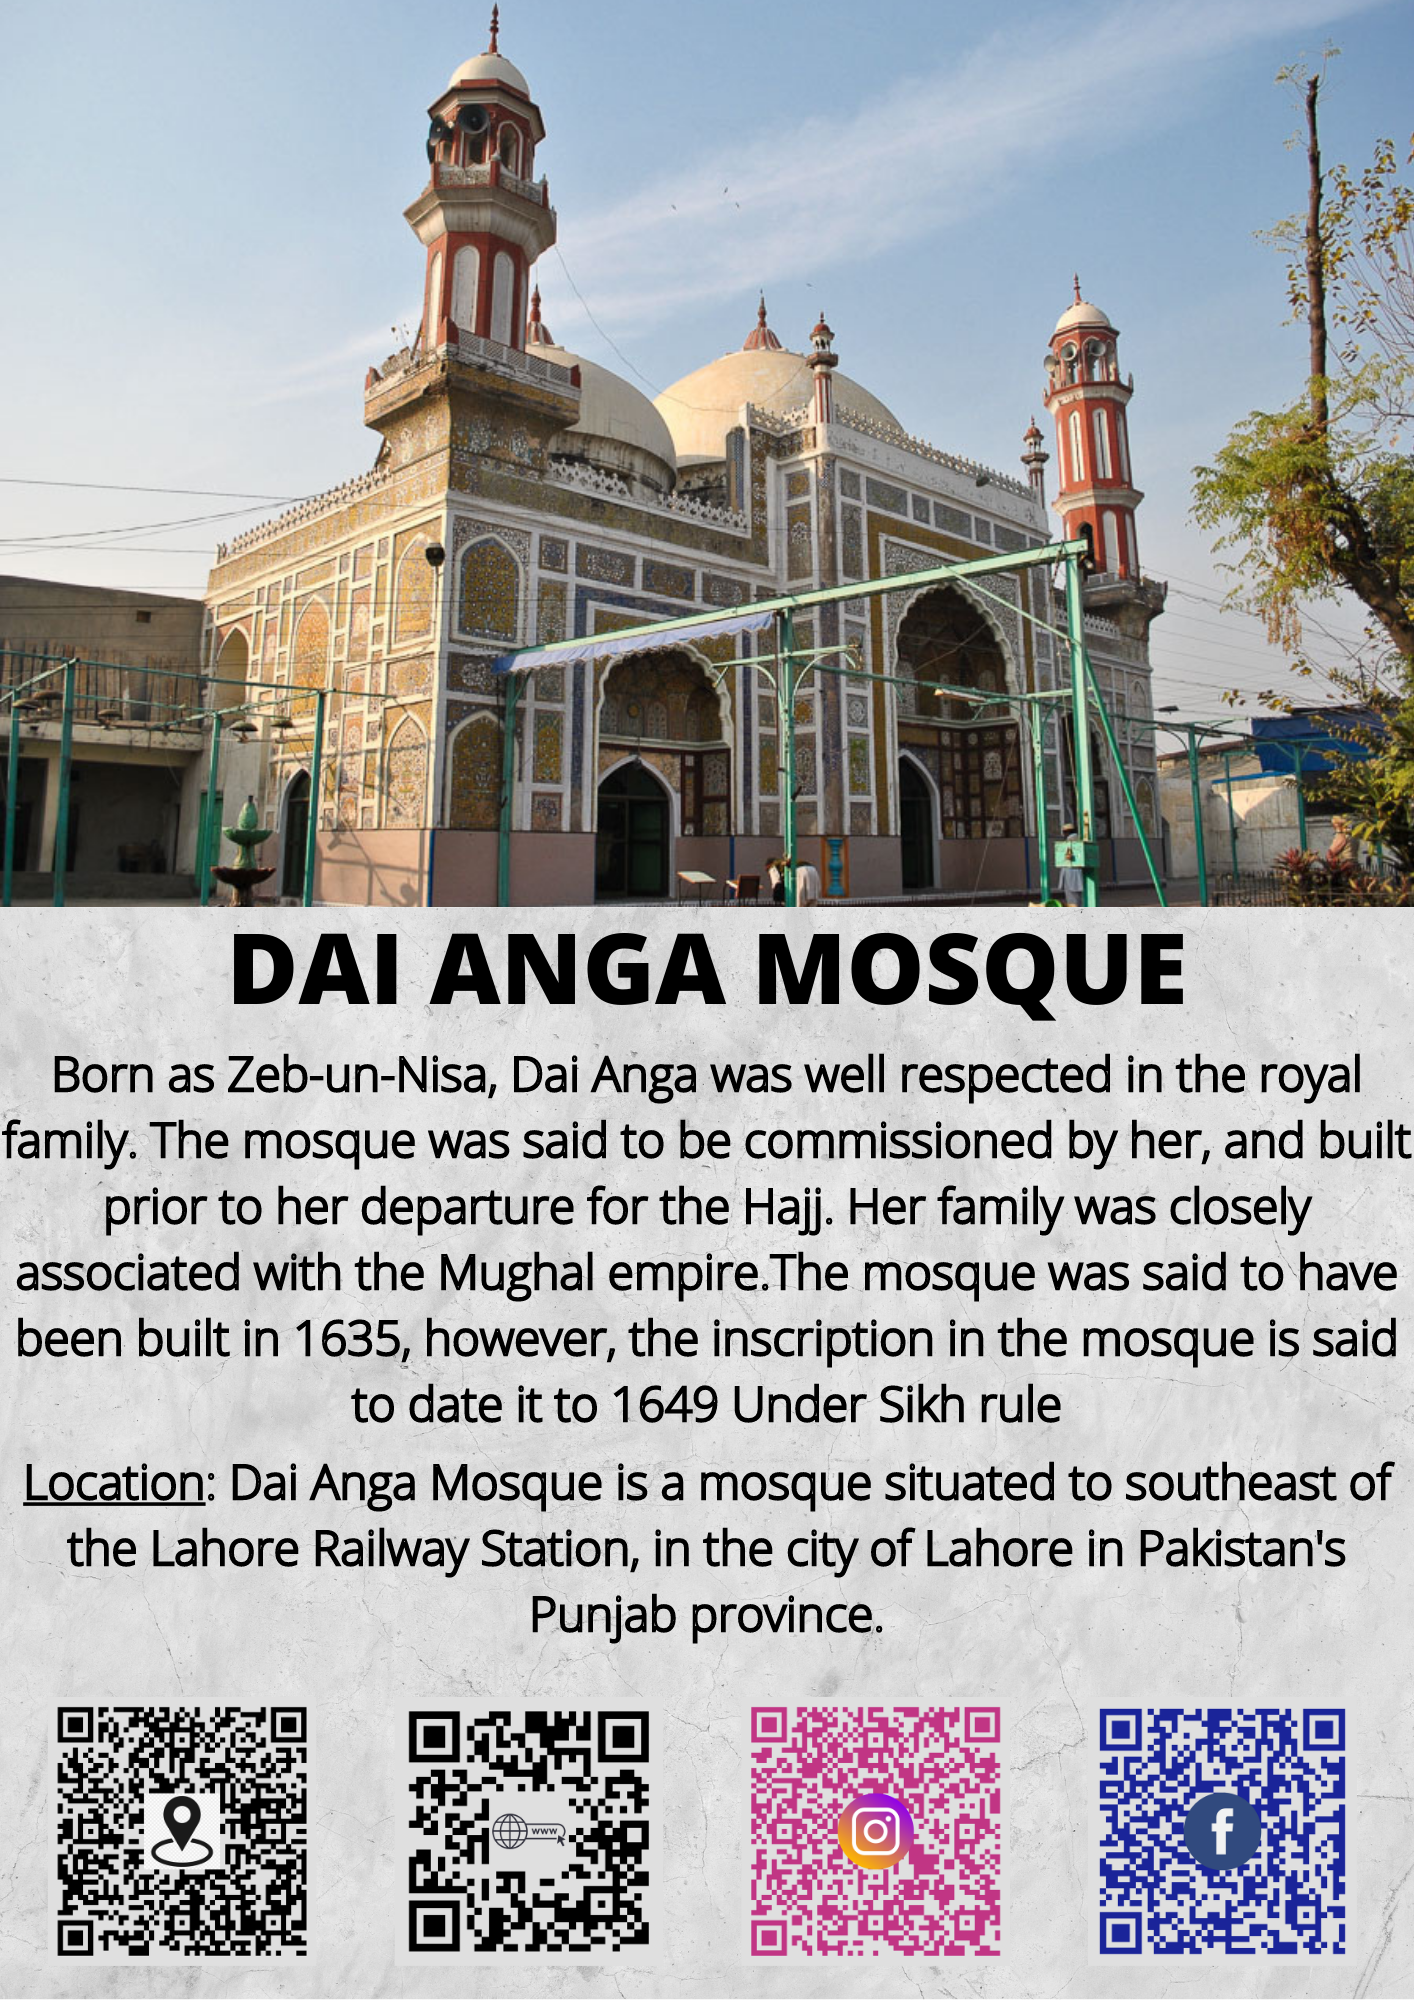 DAI ANGA MOSQUE
Born as Zeb-un-Nisa, Dai Anga was well respected in the royal
family. The mosque was said to be commissioned by her, and built
prior to her departure for the Hajj. Her family was closely
associated with the Mughal empire.The mosque was said to have
been built in 1635, however, the inscription in the mosque is said
to date it to 1649 Under Sikh rule
Location: Dai Anga Mosque is a mosque situated to southeast of
the Lahore Railway Station, in the city of Lahore in Pakistan's
Punjab province.
www